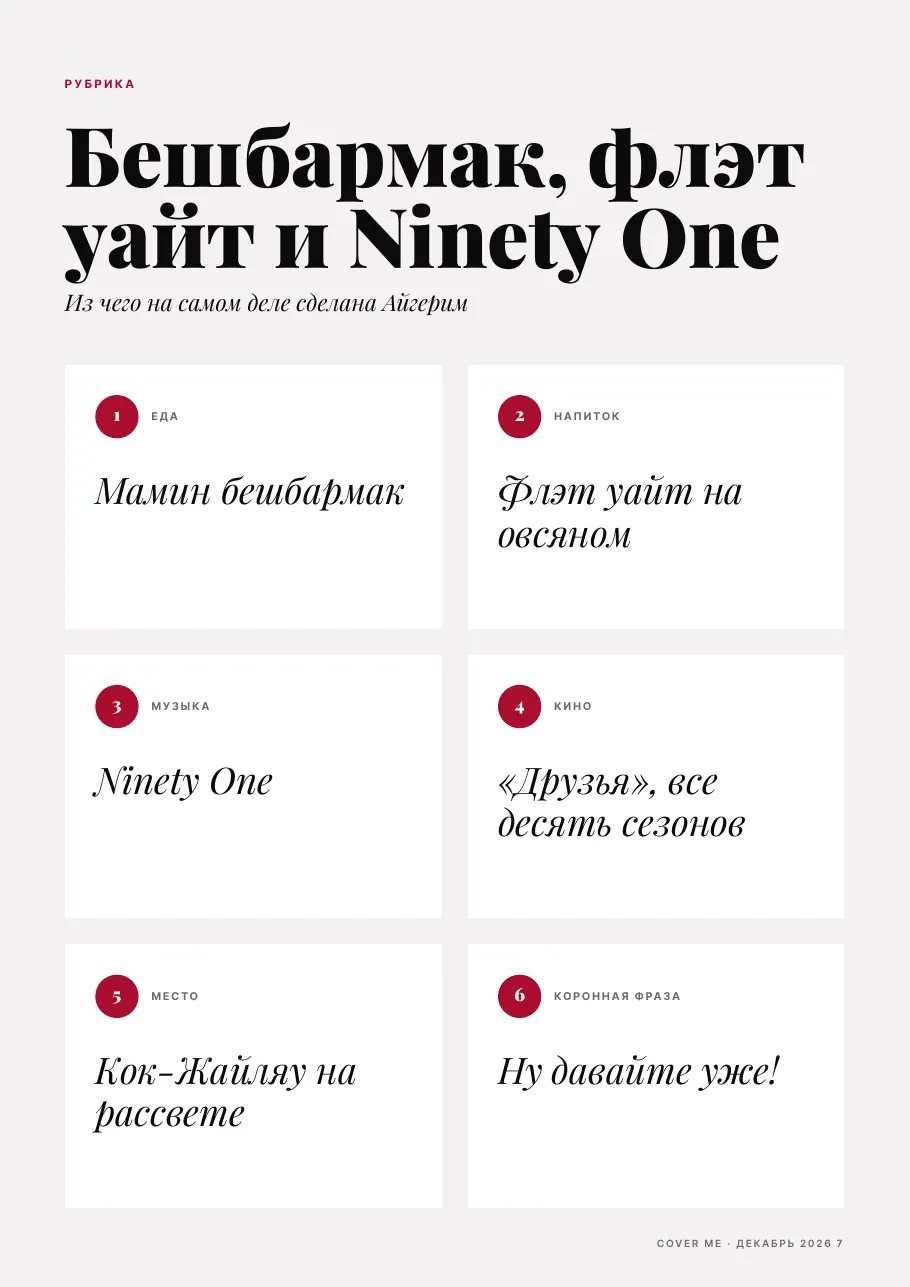 РУБРИКА
Бешбармак, флэт
уайт и Ninety One
Из чего на самом деле сделана Айгерим
1 ЕДА
Мамин бешбармак
2 НАПИТОК
Флэт уайт на
овсяном
3 МУЗЫКА
Ninety One
4 КИНО
«Друзья», все
десять сезонов
5 МЕСТО
Кок-Жайляу на
рассвете
6 КОРОННАЯ ФРАЗА
Ну давайте уже!
COVER ME · ДЕКАБРЬ 2026 7